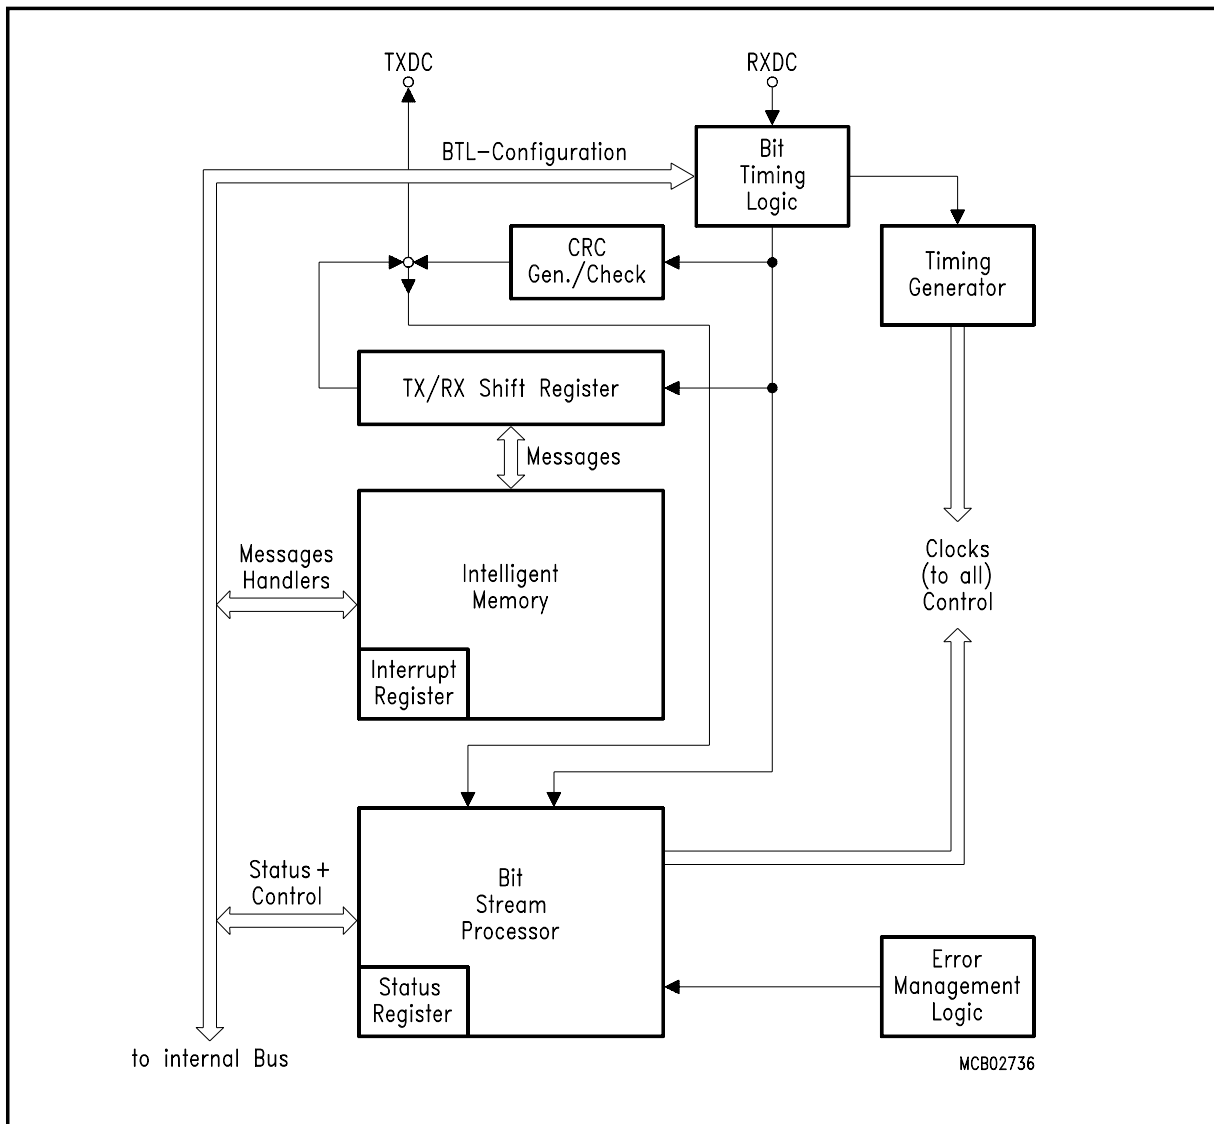 TXDC
RXDC
BTL-Configuration
Bit
Timing
Logic
CRC
Gen./Check
Timing
Generator
TX/RX Shift Register
Messages
Messages
Handlers
Intelligent
Memory
Clocks
(to all)
Control
Interrupt
Register
Status +
Control
Bit
Stream
Processor
Status
Register
Error
Management
Logic
to internal Bus
MCB02736